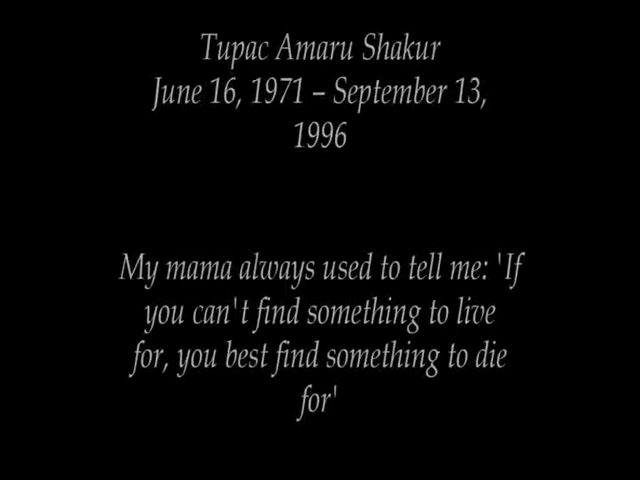 Tupac Amaru Shakur
June 16, 1971 – September 13,
1996
My mama always used to tell me: 'If
you can't find something to live
for, you best find something to die
for'